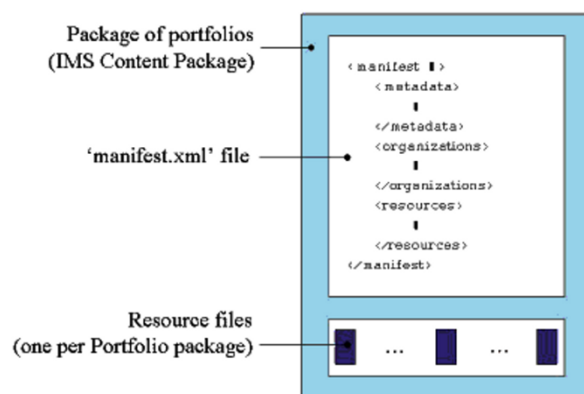 Package of portfolios
(IMS Content Package)
<manifest ▮>
<metadata>
▮
</metadata>
<organizations>
▮
</organizations>
<resources>
▮
</resources>
</manifest>
‘manifest.xml’ file
Resource files
(one per Portfolio package)
... ...